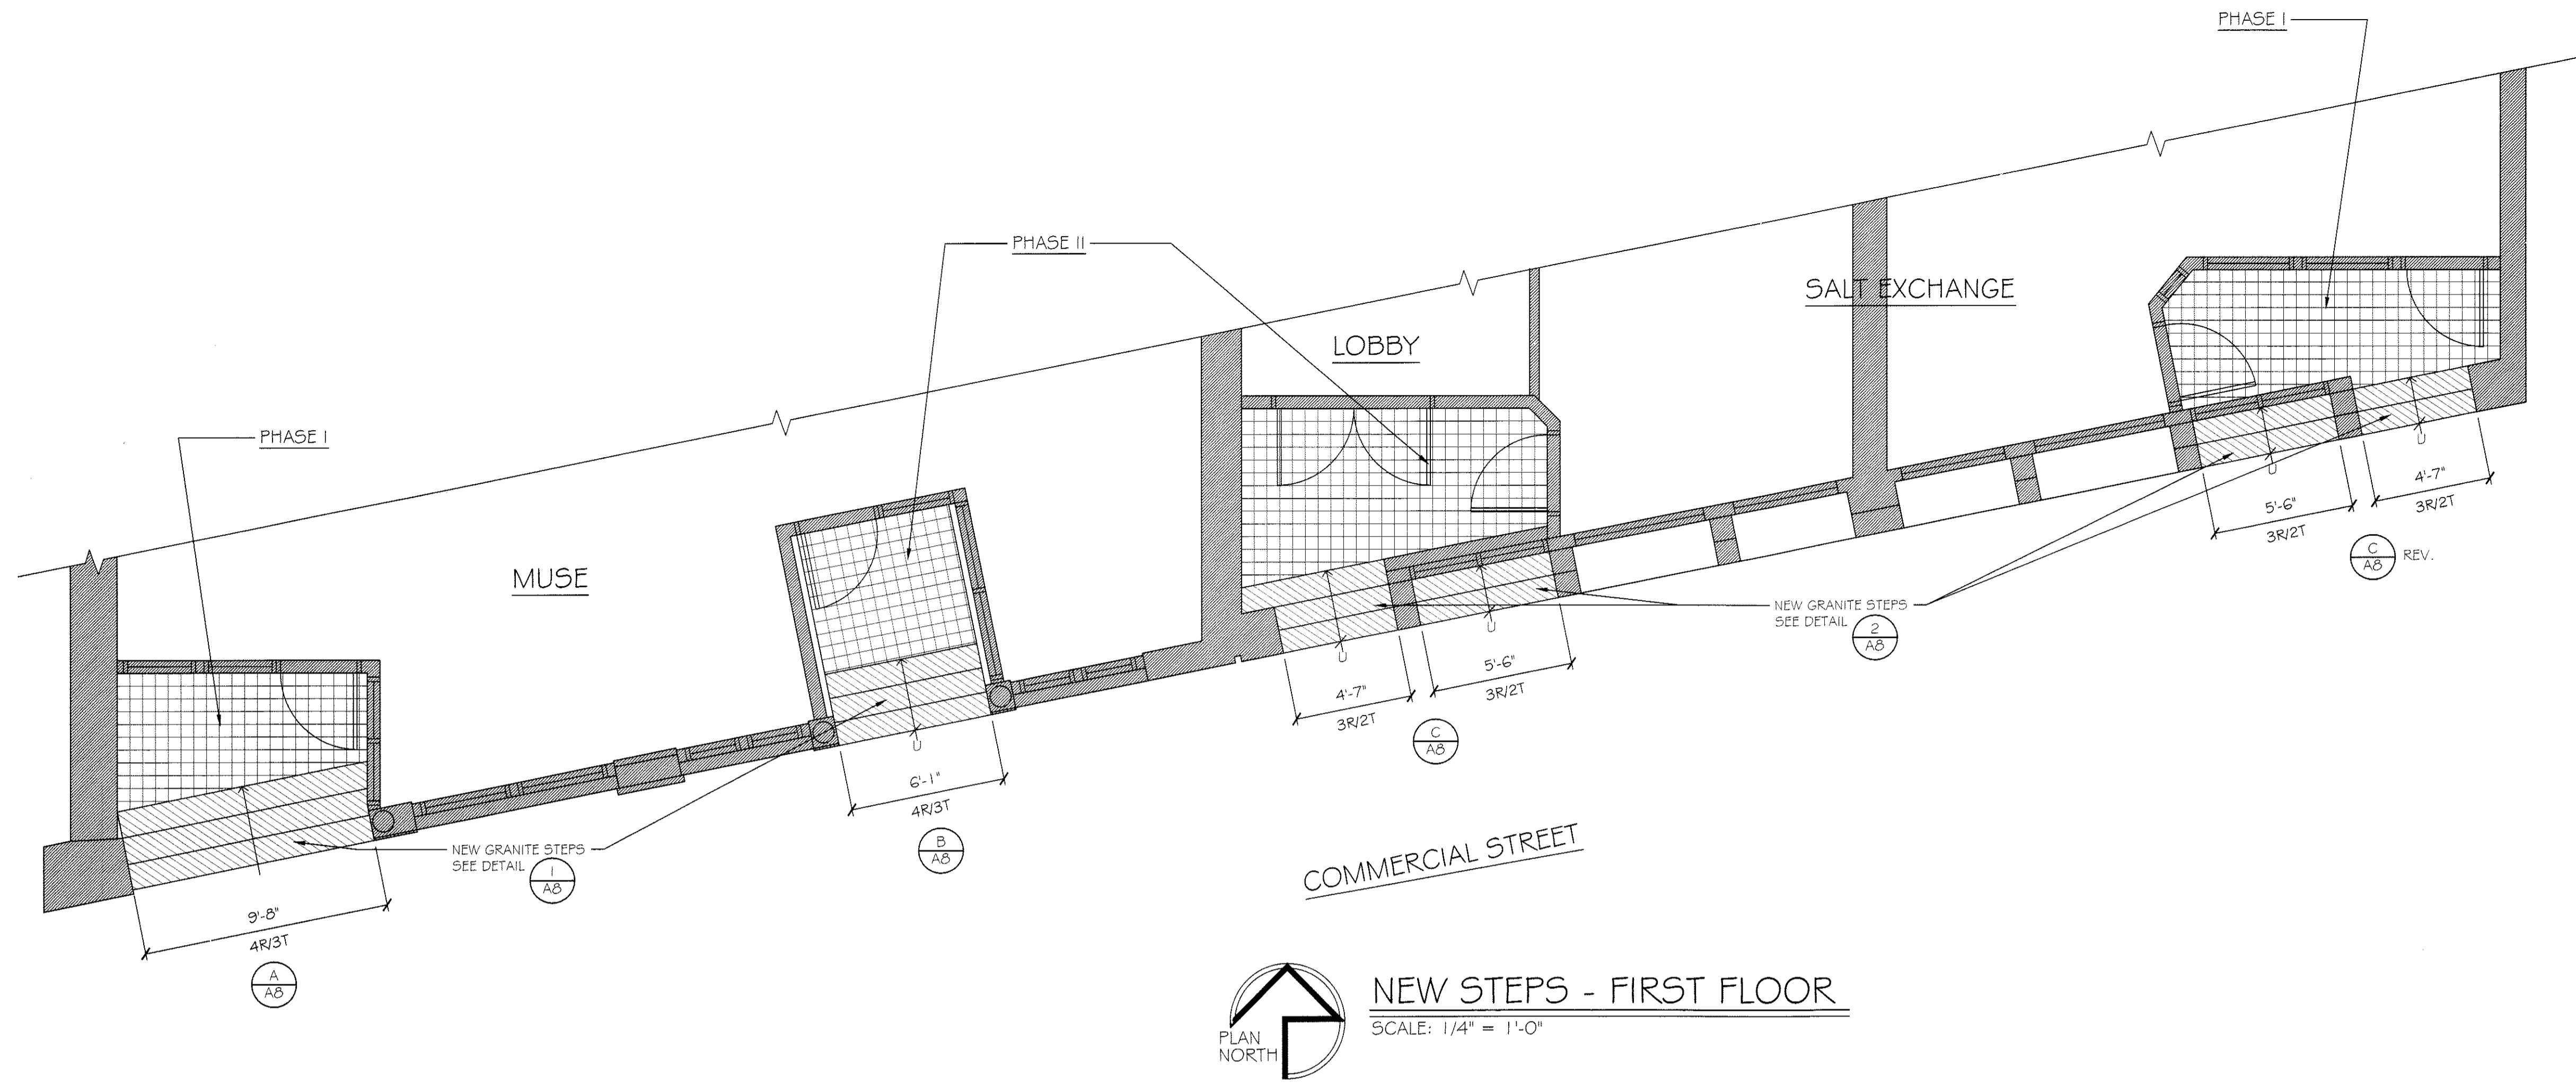 PHASE I
PHASE II
SALT EXCHANGE
LOBBY
PHASE I
MUSE
4'-7"
3R/2T
5'-6"
3R/2T
C
A8
REV.
U
U
NEW GRANITE STEPS
SEE DETAIL
2
A8
U
U
5'-6"
3R/2T
4'-7"
3R/2T
C
A8
U
6'-1"
4R/3T
B
A8
NEW GRANITE STEPS
SEE DETAIL
1
A8
9'-8"
4R/3T
A
A8
COMMERCIAL STREET
NEW STEPS - FIRST FLOOR
SCALE: 1/4" = 1'-0"
PLAN
NORTH